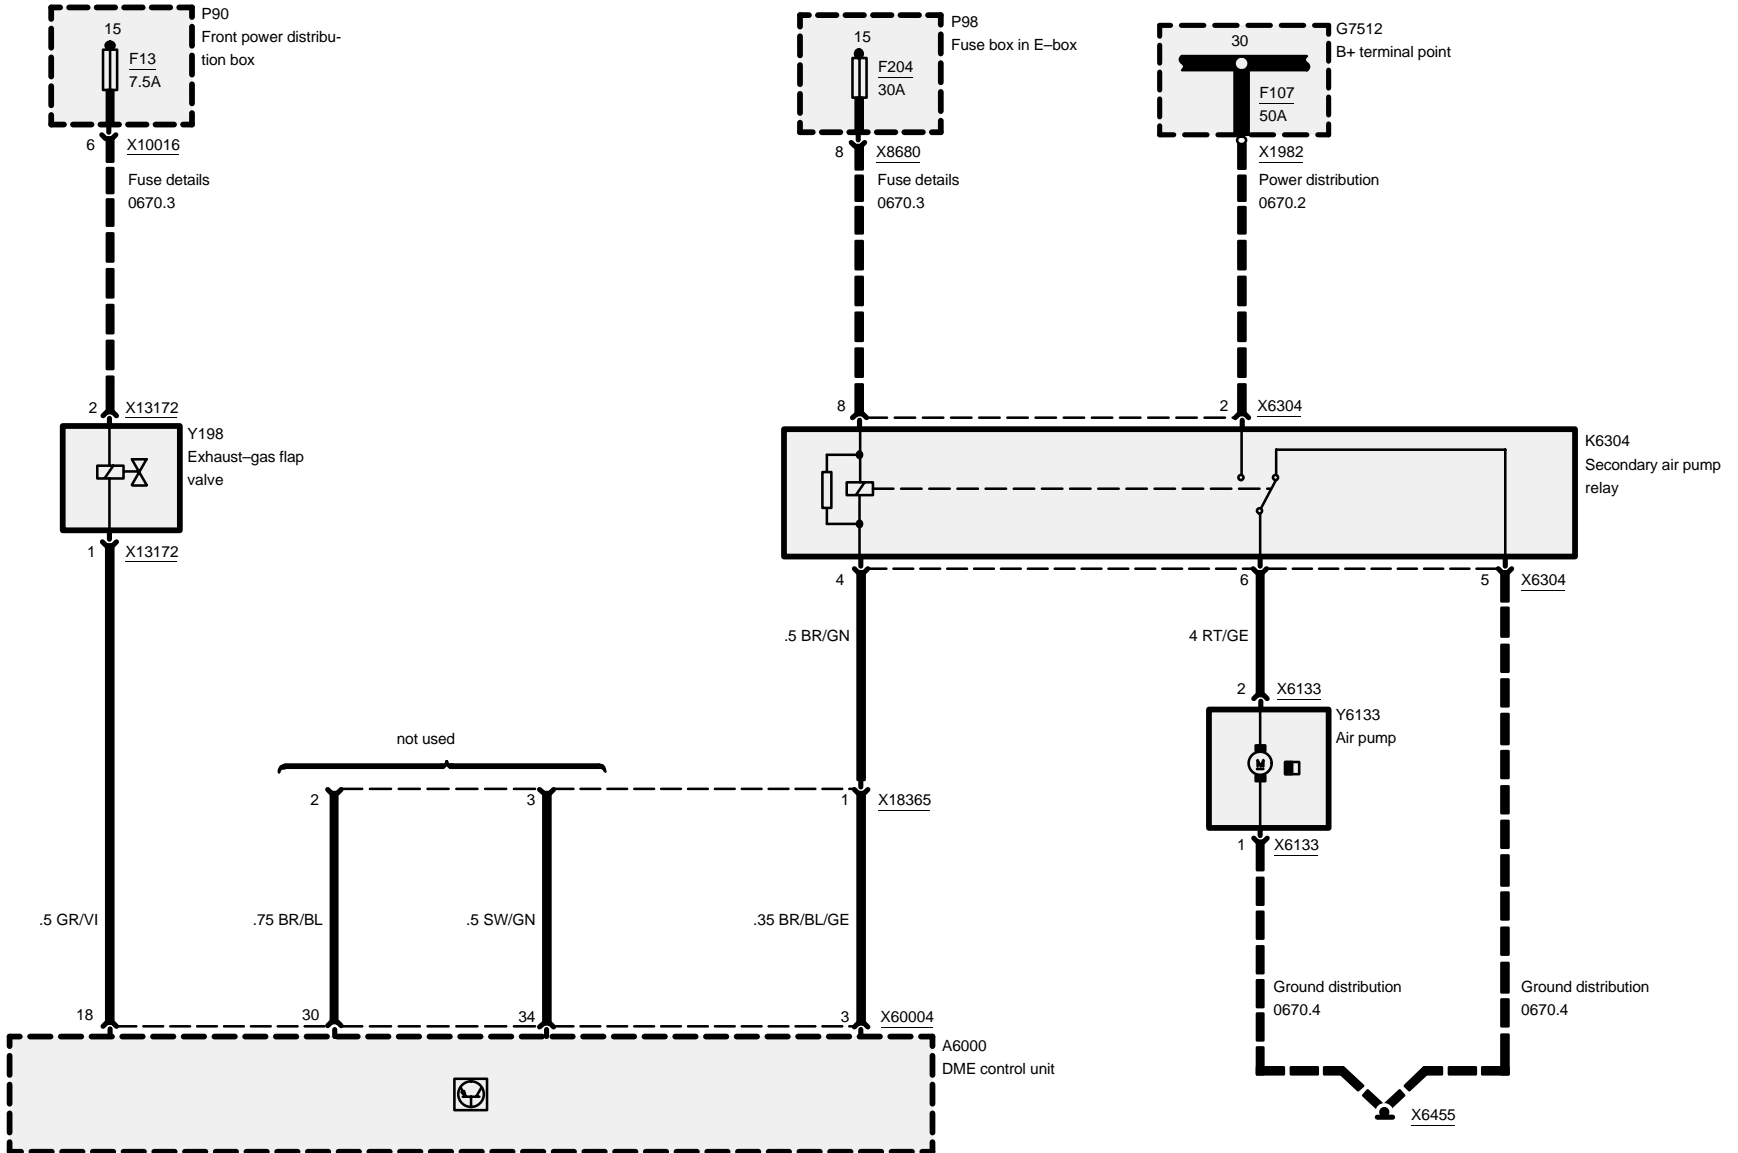 P90
Front power distribu-
tion box
15
F13
7.5A
6 X10016
Fuse details
0670.3
P98
Fuse box in E–box
15
F204
30A
8 X8680
Fuse details
0670.3
G7512
B+ terminal point
30
F107
50A
X1982
Power distribution
0670.2
2 X13172
Y198
Exhaust–gas flap
valve
1 X13172
8
2 X6304
K6304
Secondary air pump
relay
4
6
5 X6304
.5 BR/GN
4 RT/GE
2 X6133
Y6133
Air pump
M
1 X6133
not used
2
3
1 X18365
.5 GR/VI
.75 BR/BL
.5 SW/GN
.35 BR/BL/GE
Ground distribution
0670.4
Ground distribution
0670.4
18
30
34
3 X60004
A6000
DME control unit
X6455